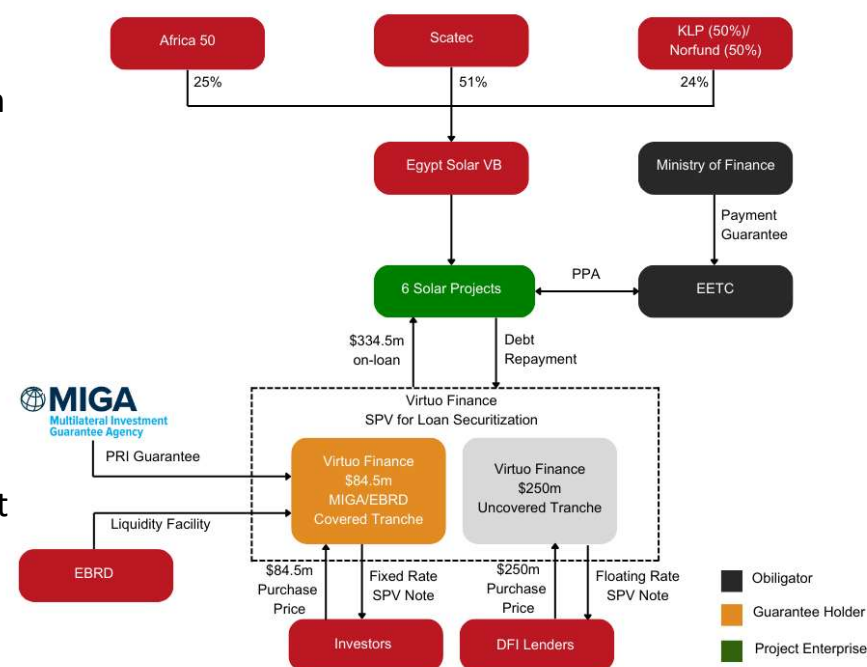 Africa 50
Scatec
KLP (50%)/
Norfund (50%)
25%
51%
24%
Egypt Solar VB
Ministry of Finance
Payment
Guarantee
6 Solar Projects
PPA
EETC
$334.5m
on-loan
Debt
Repayment
MIGA
Multilateral Investment
Guarantee Agency
Virtuo Finance
SPV for Loan Securitization
PRI Guarantee
Virtuo Finance
$84.5m
MIGA/EBRD
Covered Tranche
Virtuo Finance
$250m
Uncovered Tranche
Liquidity Facility
EBRD
$84.5m
Purchase
Price
Fixed Rate
SPV Note
$250m
Purchase
Price
Floating Rate
SPV Note
Investors
DFI Lenders
Obiligator
Guarantee Holder
Project Enterprise